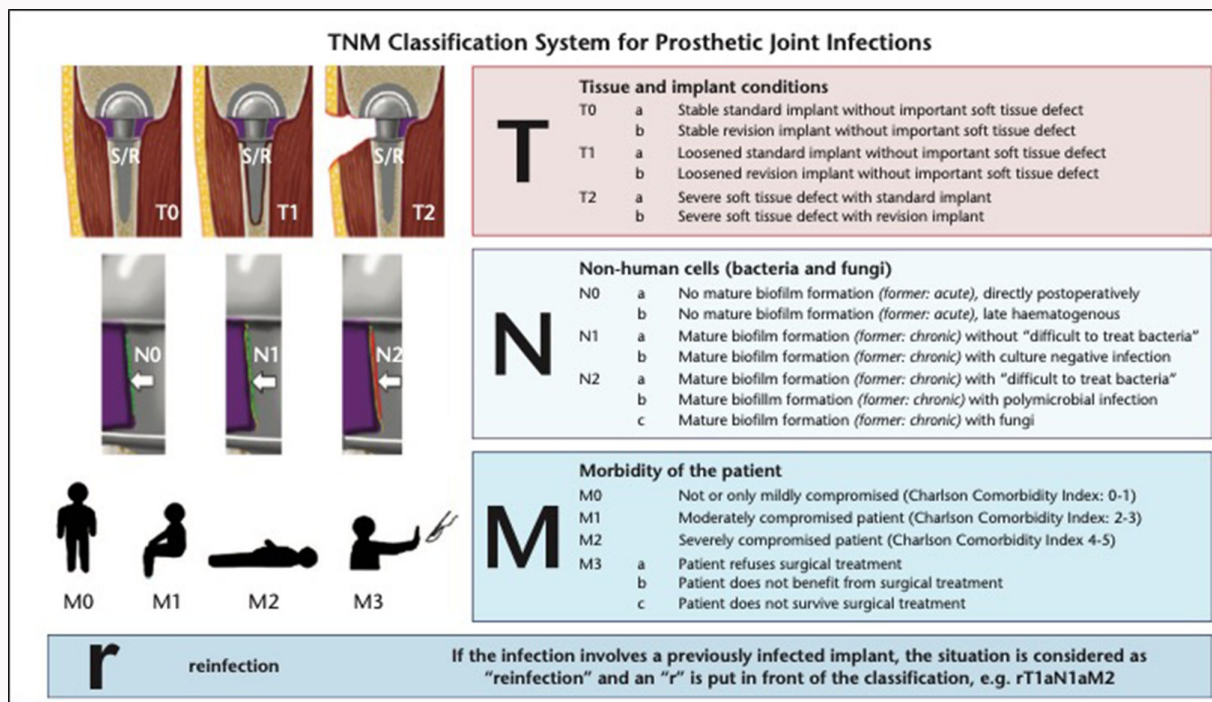 TNM Classification System for Prosthetic Joint Infections
S/R
T0
S/R
T1
S/R
T2
T
Tissue and implant conditions
T0 a Stable standard implant without important soft tissue defect
b Stable revision implant without important soft tissue defect
T1 a Loosened standard implant without important soft tissue defect
b Loosened revision implant without important soft tissue defect
T2 a Severe soft tissue defect with standard implant
b Severe soft tissue defect with revision implant
N0
N1
N2
N
Non-human cells (bacteria and fungi)
N0 a No mature biofilm formation (former: acute), directly postoperatively
b No mature biofilm formation (former: acute), late haematogenous
N1 a Mature biofilm formation (former: chronic) without "difficult to treat bacteria"
b Mature biofilm formation (former: chronic) with culture negative infection
N2 a Mature biofilm formation (former: chronic) with "difficult to treat bacteria"
b Mature biofillm formation (former: chronic) with polymicrobial infection
c Mature biofilm formation (former: chronic) with fungi
M0 M1 M2 M3
M
Morbidity of the patient
M0 Not or only mildly compromised (Charlson Comorbidity Index: 0-1)
M1 Moderately compromised patient (Charlson Comorbidity Index: 2-3)
M2 Severely compromised patient (Charlson Comorbidity Index 4-5)
M3 a Patient refuses surgical treatment
b Patient does not benefit from surgical treatment
c Patient does not survive surgical treatment
r
reinfection
If the infection involves a previously infected implant, the situation is considered as
"reinfection" and an "r" is put in front of the classification, e.g. rT1aN1aM2